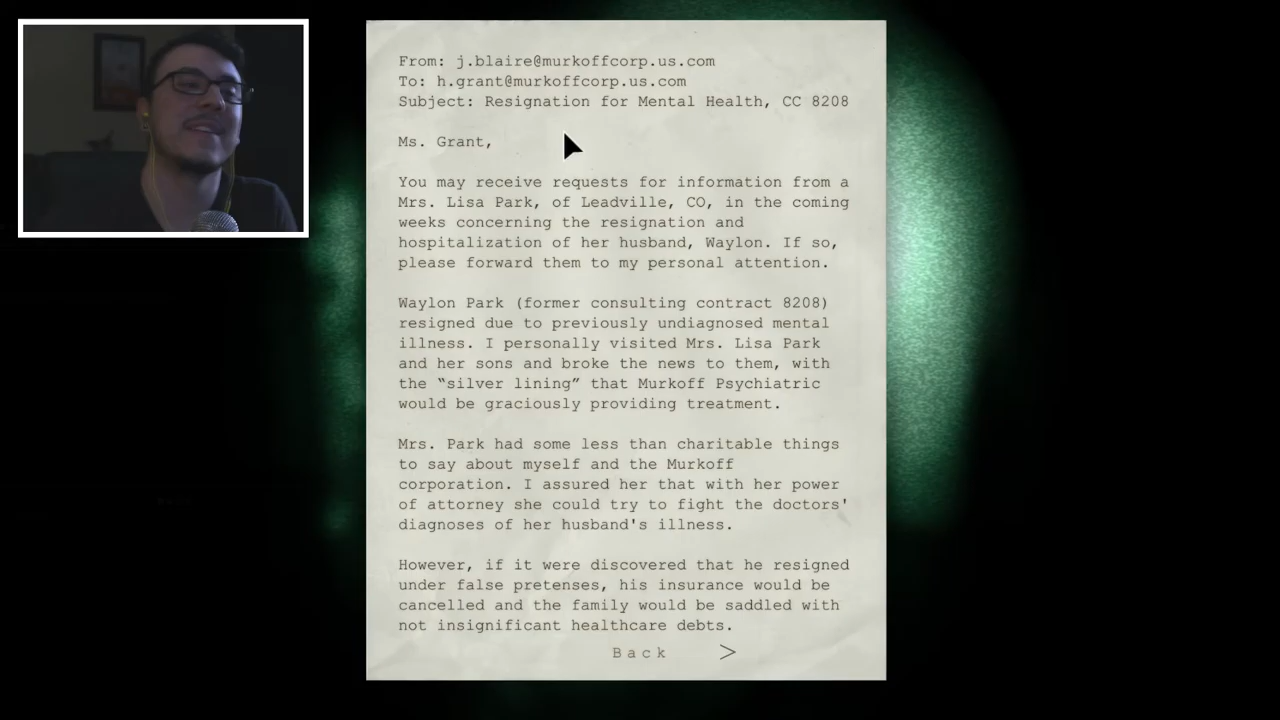 From: j.blaire@murkoffcorp.us.com
To: h.grant@murkoffcorp.us.com
Subject: Resignation for Mental Health, CC 8208
Ms. Grant,
You may receive requests for information from a
Mrs. Lisa Park, of Leadville, CO, in the coming
weeks concerning the resignation and
hospitalization of her husband, Waylon. If so,
please forward them to my personal attention.
Waylon Park (former consulting contract 8208)
resigned due to previously undiagnosed mental
illness. I personally visited Mrs. Lisa Park
and her sons and broke the news to them, with
the “silver lining” that Murkoff Psychiatric
would be graciously providing treatment.
Mrs. Park had some less than charitable things
to say about myself and the Murkoff
corporation. I assured her that with her power
of attorney she could try to fight the doctors'
diagnoses of her husband's illness.
However, if it were discovered that he resigned
under false pretenses, his insurance would be
cancelled and the family would be saddled with
not insignificant healthcare debts.
Back >